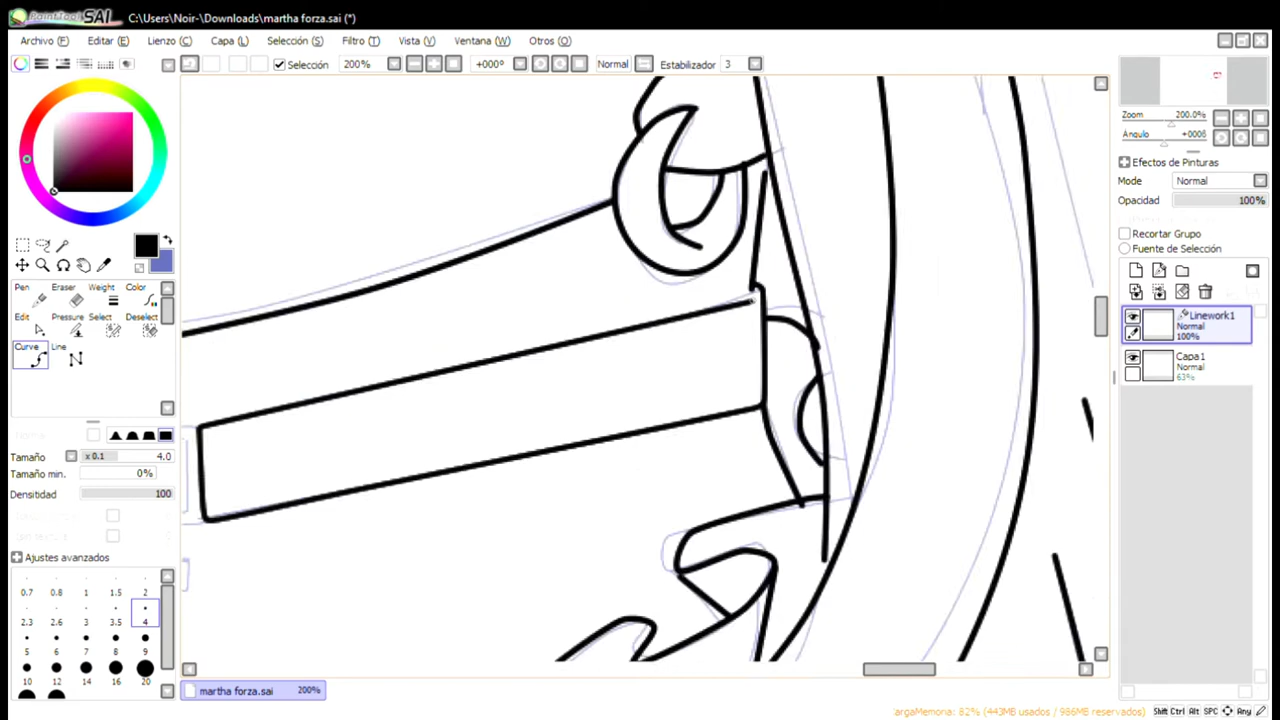 PaintTool SAI C:\Users\Noir-\Downloads\martha forza.sai (*)
Archivo (F) Editar (E) Lienzo (C) Capa (L) Selección (S) Filtro (T) Vista (V) Ventana (W) Otros (O)
Selección 200% +000º Normal Estabilizador 3
Zoom 200.0%
Angulo +0006
Efectos de Pinturas
Mode Normal
Opacidad 100%
Recortar Grupo
Fuente de Selección
Linework1
Normal
100%
Capa1
Normal
63%
Pen Eraser Weight Color
Edit Pressure Select Deselect
Curve Line
Tamaño x 0.1 4.0
Tamaño min. 0%
Densitidad 100
Ajustes avanzados
0.7 0.8 1 1.5 2
2.3 2.6 3 3.5 4
5 6 7 8 9
10 12 14 16 20
martha forza.sai 200%
argaMemoria: 82% (443MB usados / 986MB reservados)
Shift Ctrl Alt SPC Any